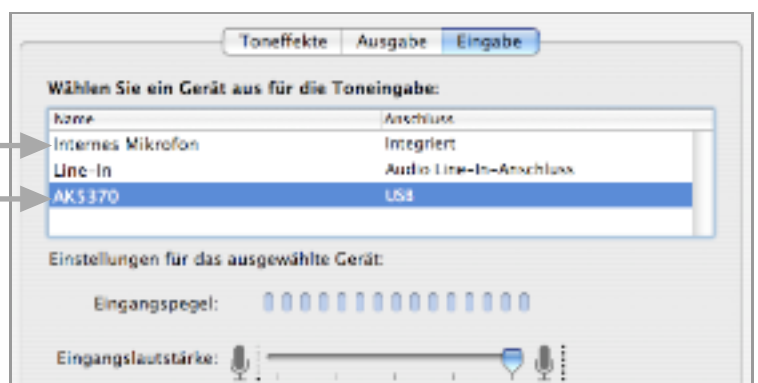 Toneffekte Ausgabe Eingabe
Wählen Sie ein Gerät aus für die Toneingabe:
Name Anschluss
Internes Mikrofon Integriert
Line-In Audio Line-In-Anschluss
AK5370 USB
Einstellungen für das ausgewählte Gerät:
Eingangspegel:
Eingangslautstärke: